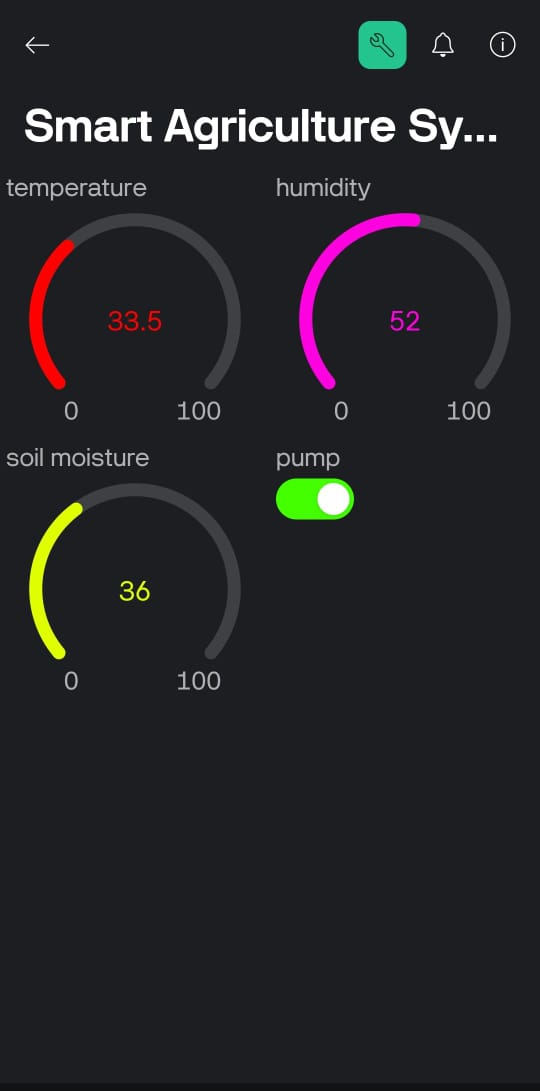 Smart Agriculture Sy...
temperature
humidity
33.5
52
0
100
0
100
soil moisture
pump
36
0
100